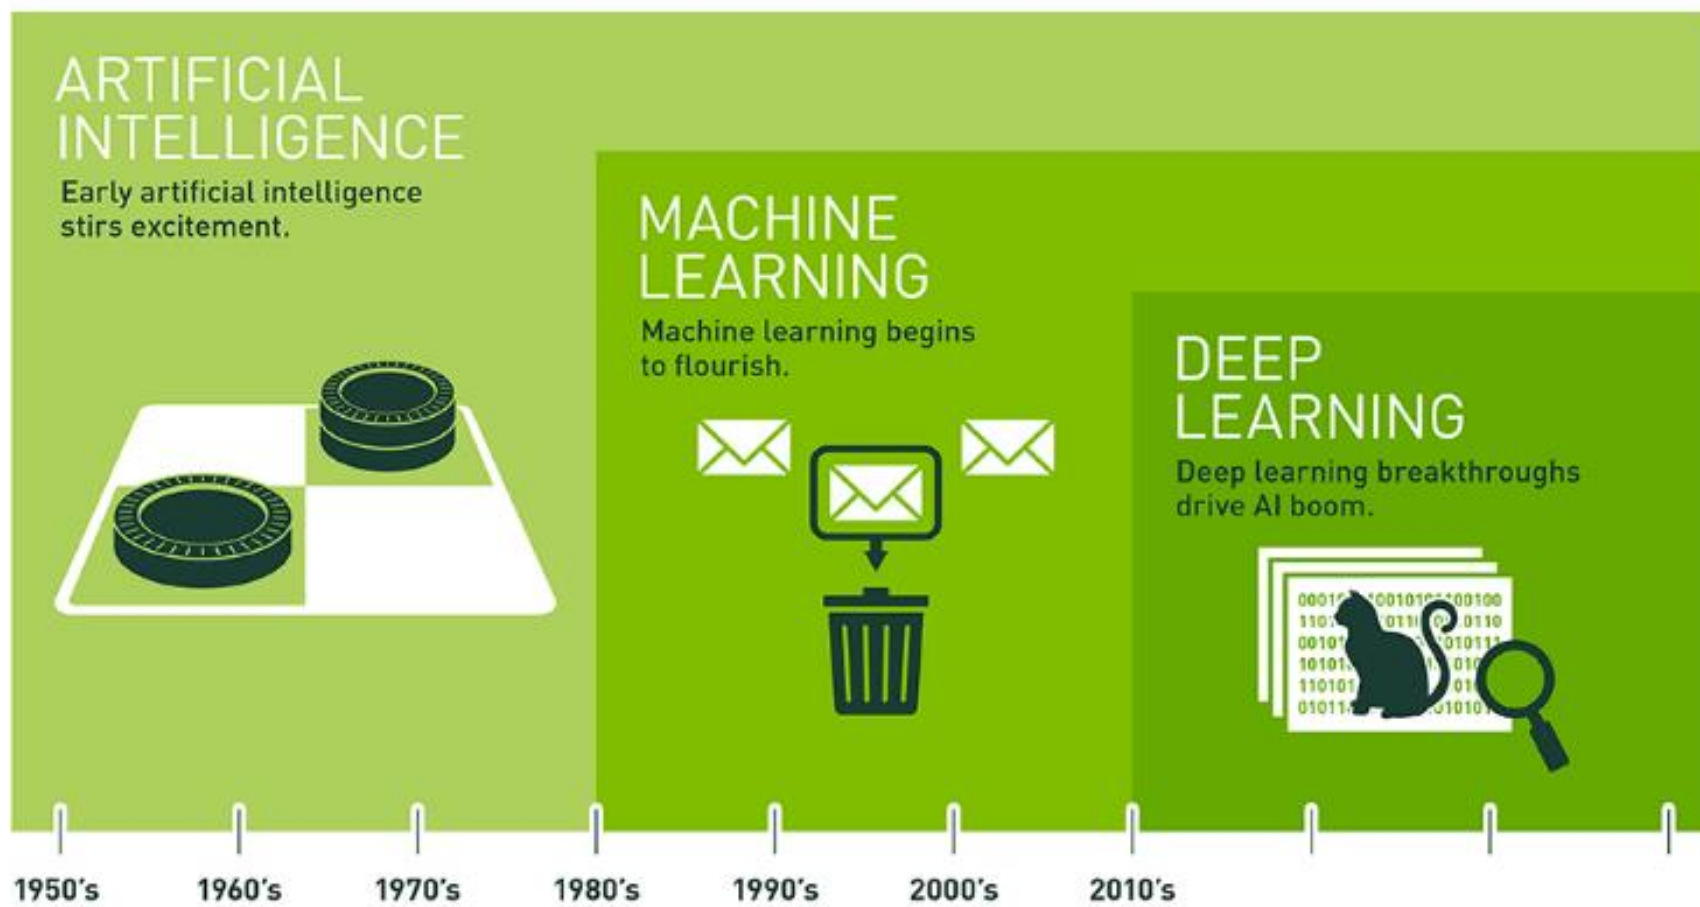 ARTIFICIAL
INTELLIGENCE
Early artificial intelligence
stirs excitement.
MACHINE
LEARNING
Machine learning begins
to flourish.
DEEP
LEARNING
Deep learning breakthroughs
drive AI boom.
1950's 1960's 1970's 1980's 1990's 2000's 2010's